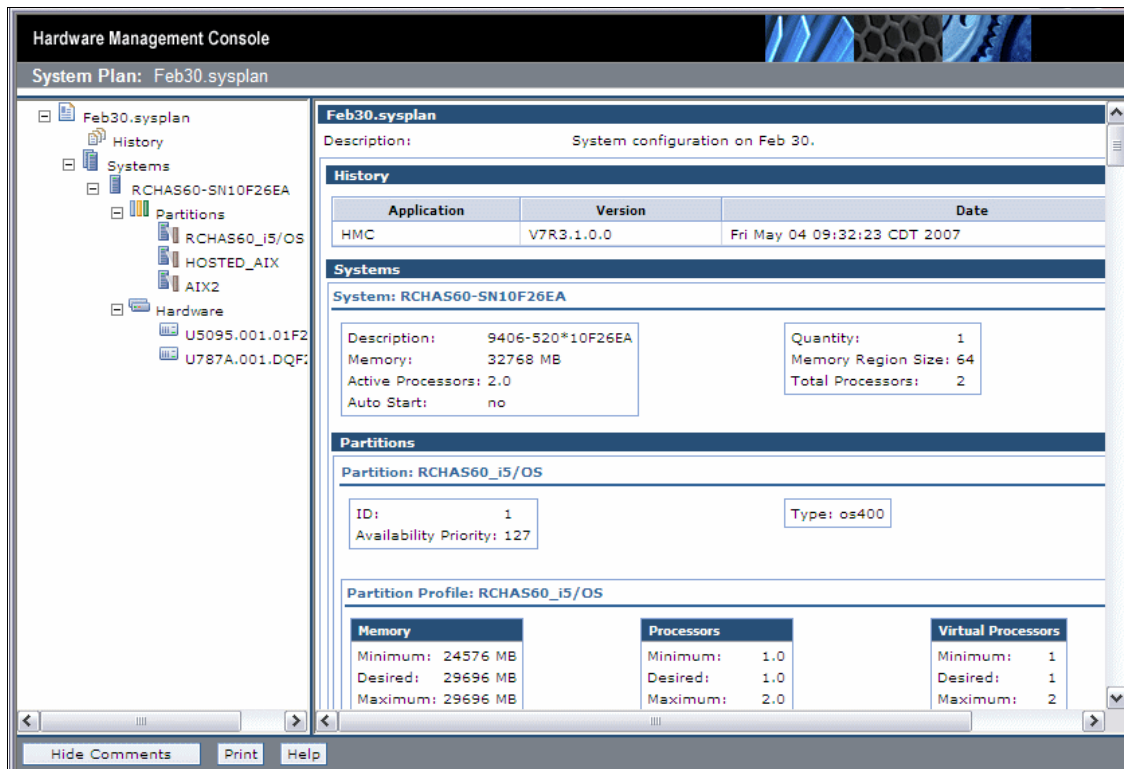 Hardware Management Console
System Plan: Feb30.sysplan
Feb30.sysplan
History
Systems
RCHAS60-SN10F26EA
Partitions
RCHAS60_i5/OS
HOSTED_AIX
AIX2
Hardware
U5095.001.01F2
U787A.001.DQF2
Feb30.sysplan
Description: System configuration on Feb 30.
History
Application Version Date
HMC V7R3.1.0.0 Fri May 04 09:32:23 CDT 2007
Systems
System: RCHAS60-SN10F26EA
Description: 9406-520*10F26EA
Memory: 32768 MB
Active Processors: 2.0
Auto Start: no
Quantity: 1
Memory Region Size: 64
Total Processors: 2
Partitions
Partition: RCHAS60_i5/OS
ID: 1
Availability Priority: 127
Type: os400
Partition Profile: RCHAS60_i5/OS
Memory
Minimum: 24576 MB
Desired: 29696 MB
Maximum: 29696 MB
Processors
Minimum: 1.0
Desired: 1.0
Maximum: 2.0
Virtual Processors
Minimum: 1
Desired: 1
Maximum: 2
Hide Comments Print Help